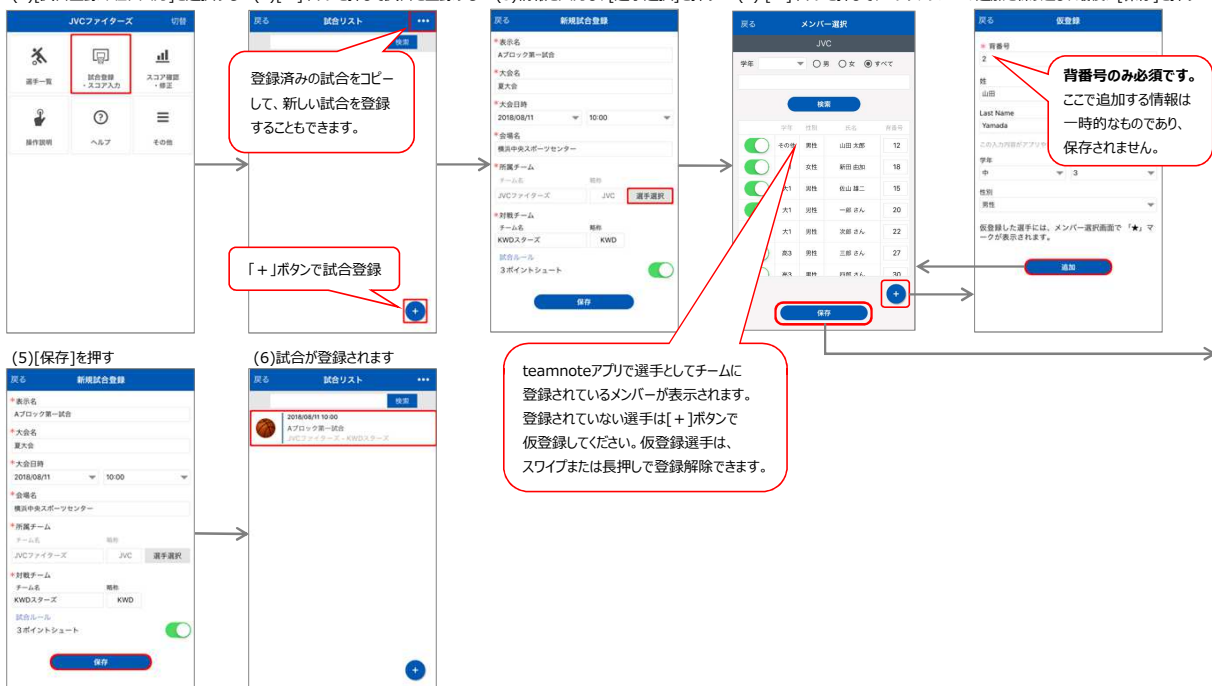 JVCファイターズ 切替
選手一覧
試合登録
・スコア入力
スコア確認
・修正
操作説明
ヘルプ
その他
戻る 試合リスト •••
検索
登録済みの試合をコピー
して、新しい試合を登録
することもできます。
「+」ボタンで試合登録
+
戻る 新規試合登録
*表示名
Aブロック第一試合
*大会名
夏大会
*大会日時
2018/08/11 10:00
*会場名
横浜中央スポーツセンター
*所属チーム
チーム名 略称
JVCファイターズ JVC 選手選択
*対戦チーム
チーム名 略称
KWDスターズ KWD
試合ルール
3ポイントシュート
保存
戻る メンバー選択
JVC
学年 男 女 すべて
検索
学年 性別 氏名 背番号
その他 男性 山田 太郎 12
女性 新田 由加 18
大1 男性 佐山 雄二 15
大1 男性 一郎 さん 20
大1 男性 次郎 さん 22
高3 男性 三郎 さん 27
高3 男性 四郎 さん 30
+
保存
teamnoteアプリで選手としてチームに
登録されているメンバーが表示されます。
登録されていない選手は[+]ボタンで
仮登録してください。仮登録選手は、
スワイプまたは長押しで登録解除できます。
戻る 仮登録
* 背番号
2
姓
山田
Last Name
Yamada
この入力内容がアプリや
学年
中 3
性別
男性
仮登録した選手には、メンバー選択画面で「★」マ
ークが表示されます。
追加
背番号のみ必須です。
ここで追加する情報は
一時的なものであり、
保存されません。
(5)[保存]を押す
戻る 新規試合登録
*表示名
Aブロック第一試合
*大会名
夏大会
*大会日時
2018/08/11 10:00
*会場名
横浜中央スポーツセンター
*所属チーム
チーム名 略称
JVCファイターズ JVC 選手選択
*対戦チーム
チーム名 略称
KWDスターズ KWD
試合ルール
3ポイントシュート
保存
(6)試合が登録されます
戻る 試合リスト •••
検索
2018/08/11 10:00
Aブロック第一試合
JVCファイターズ - KWDスターズ
+